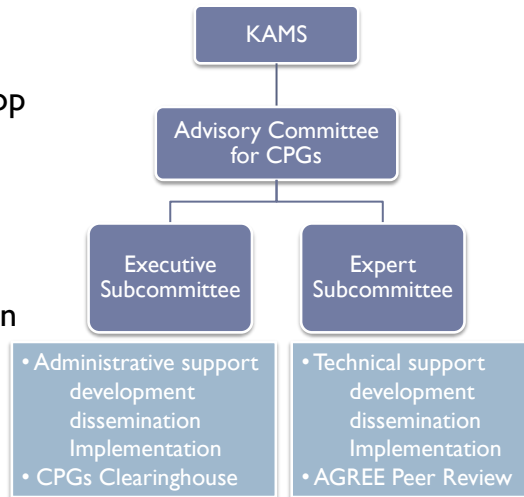 KAMS
Advisory Committee
for CPGs
Executive
Subcommittee
Expert
Subcommittee
• Administrative support
development
dissemination
Implementation
• CPGs Clearinghouse
• Technical support
development
dissemination
Implementation
• AGREE Peer Review